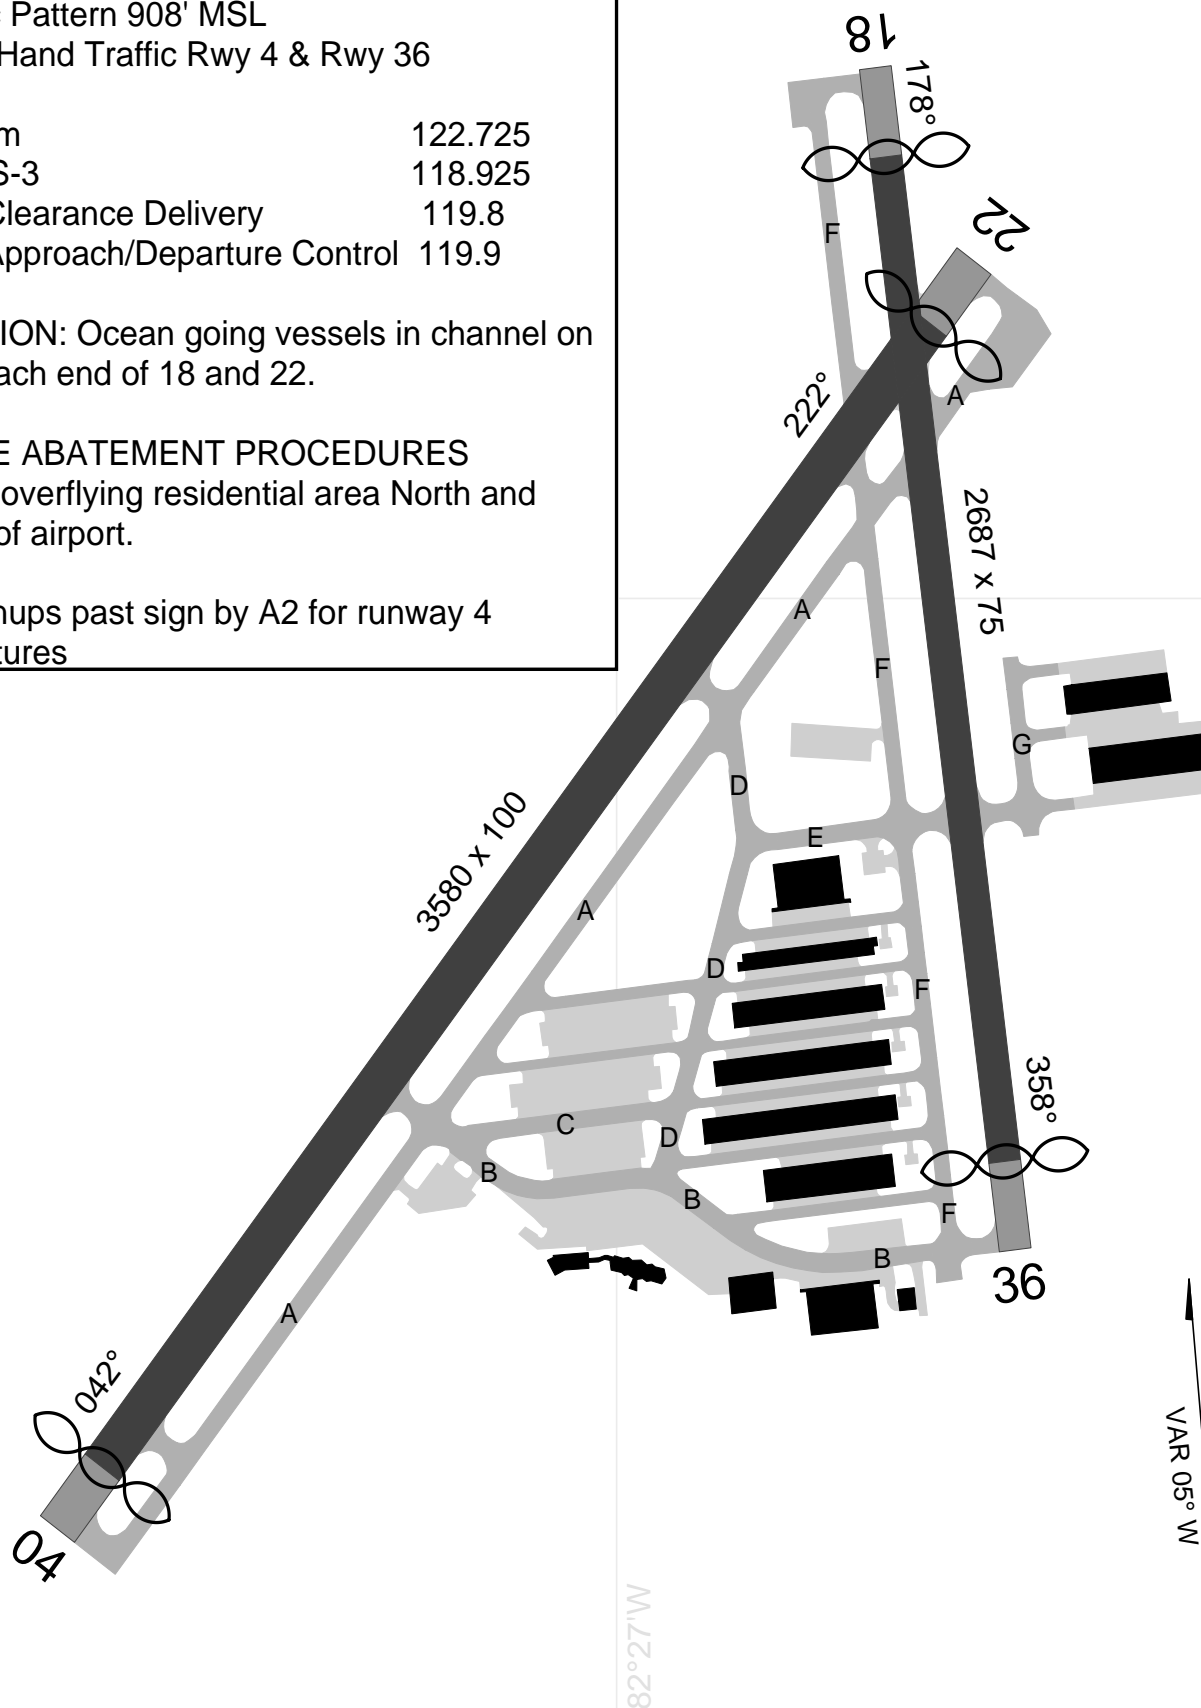 Pattern 908' MSL
Hand Traffic Rwy 4 & Rwy 36
m 122.725
S-3 118.925
Clearance Delivery 119.8
Approach/Departure Control 119.9
ION: Ocean going vessels in channel on
ach end of 18 and 22.
E ABATEMENT PROCEDURES
overflying residential area North and
of airport.
nups past sign by A2 for runway 4
tures
18
178°
22
F
A
222°
2687 x 75
A
F
G
D
E
3580 x 100
A
D
F
358°
C
D
B
B
F
B
36
A
042°
04
VAR 05° W
82°27'W